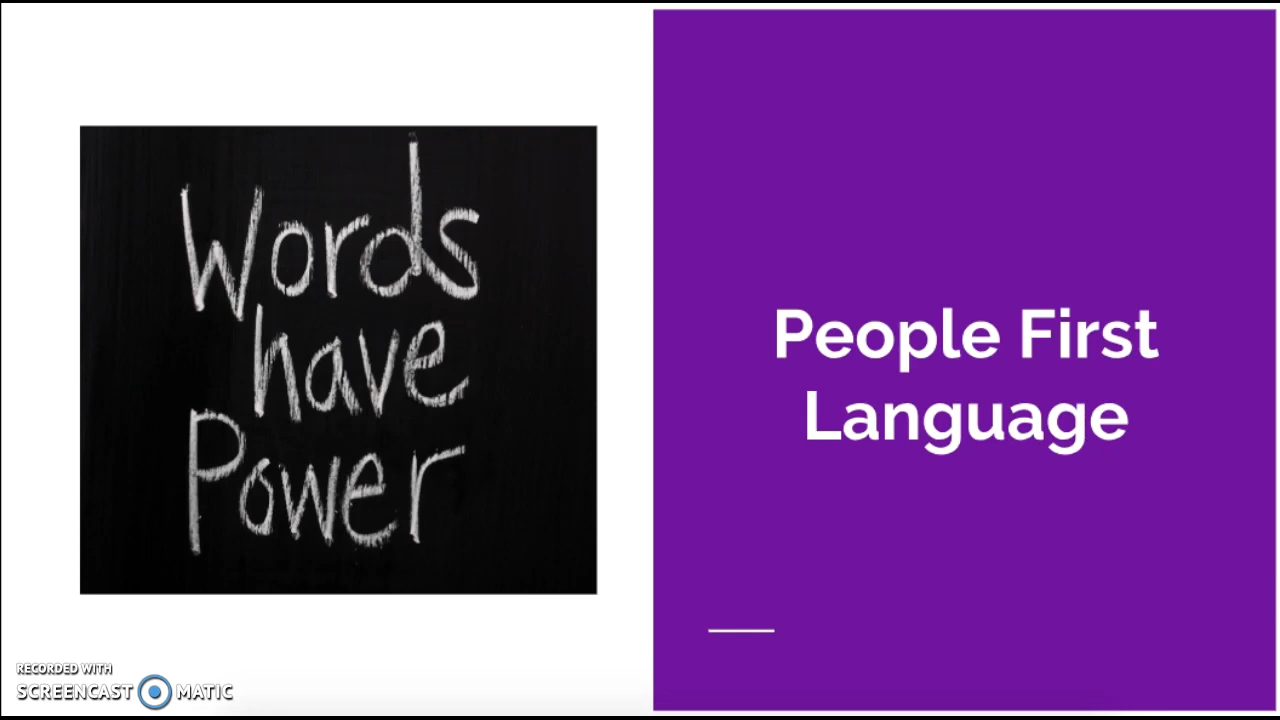 Words
have
Power
People First
Language
RECORDED WITH
SCREENCAST MATIC